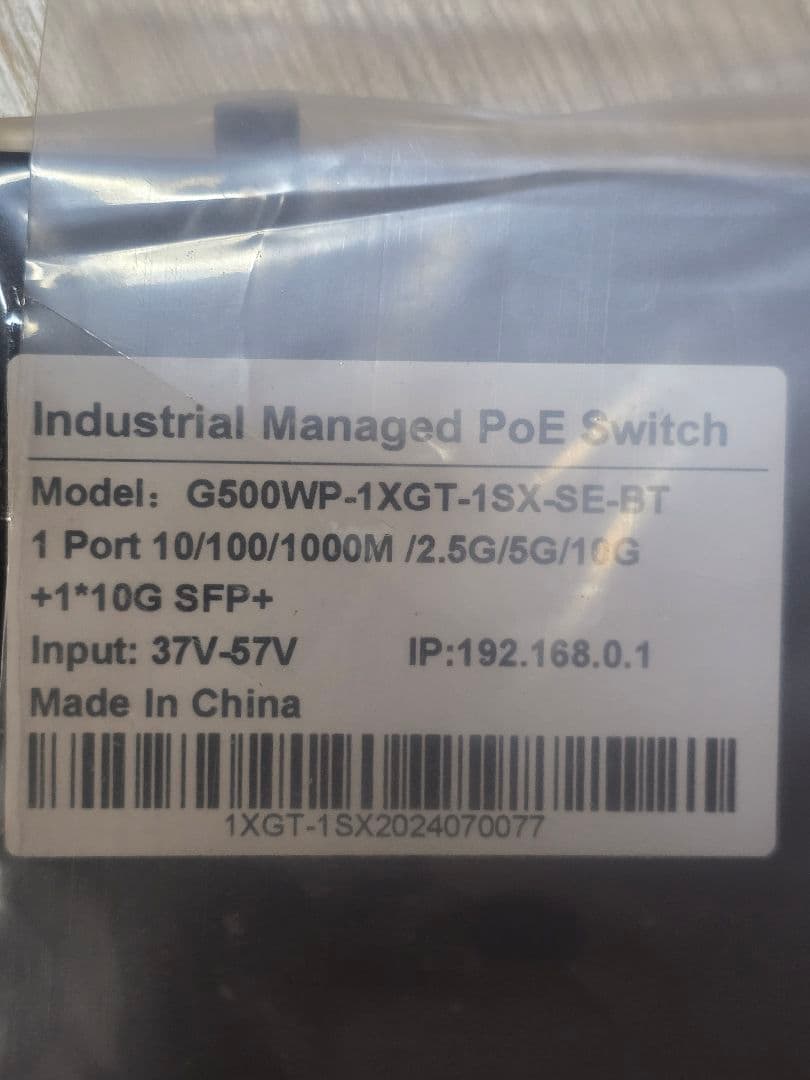 Industrial Managed PoE Switch
Model: G500WP-1XGT-1SX-SE-BT
1 Port 10/100/1000M /2.5G/5G/10G
+1*10G SFP+
Input: 37V-57V IP:192.168.0.1
Made In China
1XGT-1SX2024070077